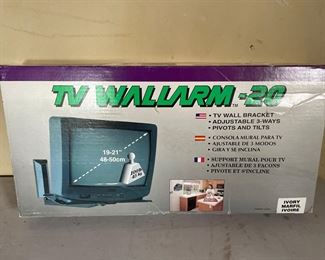 TV WALLARM™-20
• TV WALL BRACKET
• ADJUSTABLE 3-WAYS
• PIVOTS AND TILTS
• CONSOLA MURAL PARA TV
• AJUSTABLE DE 3 MODOS
• GIRA Y SE INCLINA
• SUPPORT MURAL POUR TV
• AJUSTABLE DE 3 FACONS
• PIVOTE ET S'INCLINE
19-21"
48-50cm
IVORY
MARFIL
IVOIRE